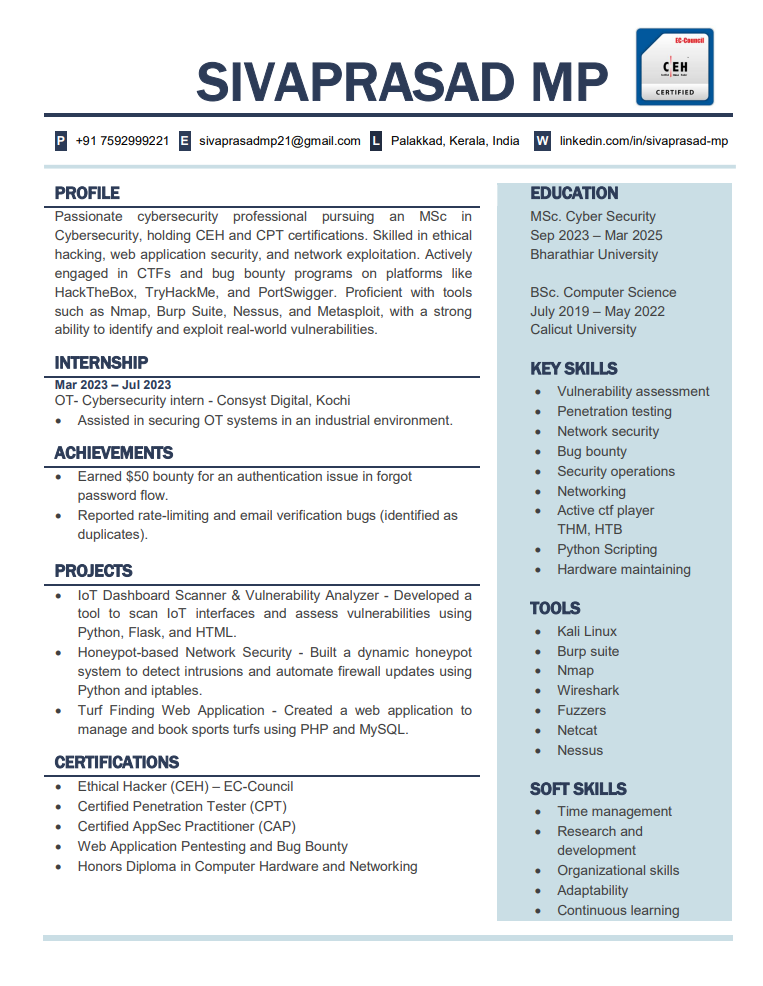 SIVAPRASAD MP
EC-Council
C|EH
CERTIFIED
P +91 7592999221 E sivaprasadmp21@gmail.com L Palakkad, Kerala, India W linkedin.com/in/sivaprasad-mp
PROFILE
Passionate cybersecurity professional pursuing an MSc in
Cybersecurity, holding CEH and CPT certifications. Skilled in ethical
hacking, web application security, and network exploitation. Actively
engaged in CTFs and bug bounty programs on platforms like
HackTheBox, TryHackMe, and PortSwigger. Proficient with tools
such as Nmap, Burp Suite, Nessus, and Metasploit, with a strong
ability to identify and exploit real-world vulnerabilities.
INTERNSHIP
Mar 2023 – Jul 2023
OT- Cybersecurity intern - Consyst Digital, Kochi
• Assisted in securing OT systems in an industrial environment.
ACHIEVEMENTS
• Earned $50 bounty for an authentication issue in forgot
password flow.
• Reported rate-limiting and email verification bugs (identified as
duplicates).
PROJECTS
• IoT Dashboard Scanner & Vulnerability Analyzer - Developed a
tool to scan IoT interfaces and assess vulnerabilities using
Python, Flask, and HTML.
• Honeypot-based Network Security - Built a dynamic honeypot
system to detect intrusions and automate firewall updates using
Python and iptables.
• Turf Finding Web Application - Created a web application to
manage and book sports turfs using PHP and MySQL.
CERTIFICATIONS
• Ethical Hacker (CEH) – EC-Council
• Certified Penetration Tester (CPT)
• Certified AppSec Practitioner (CAP)
• Web Application Pentesting and Bug Bounty
• Honors Diploma in Computer Hardware and Networking
EDUCATION
MSc. Cyber Security
Sep 2023 – Mar 2025
Bharathiar University
BSc. Computer Science
July 2019 – May 2022
Calicut University
KEY SKILLS
• Vulnerability assessment
• Penetration testing
• Network security
• Bug bounty
• Security operations
• Networking
• Active ctf player
THM, HTB
• Python Scripting
• Hardware maintaining
TOOLS
• Kali Linux
• Burp suite
• Nmap
• Wireshark
• Fuzzers
• Netcat
• Nessus
SOFT SKILLS
• Time management
• Research and
development
• Organizational skills
• Adaptability
• Continuous learning